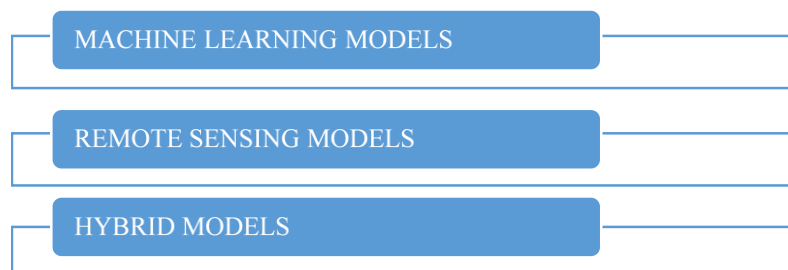 MACHINE LEARNING MODELS
REMOTE SENSING MODELS
HYBRID MODELS